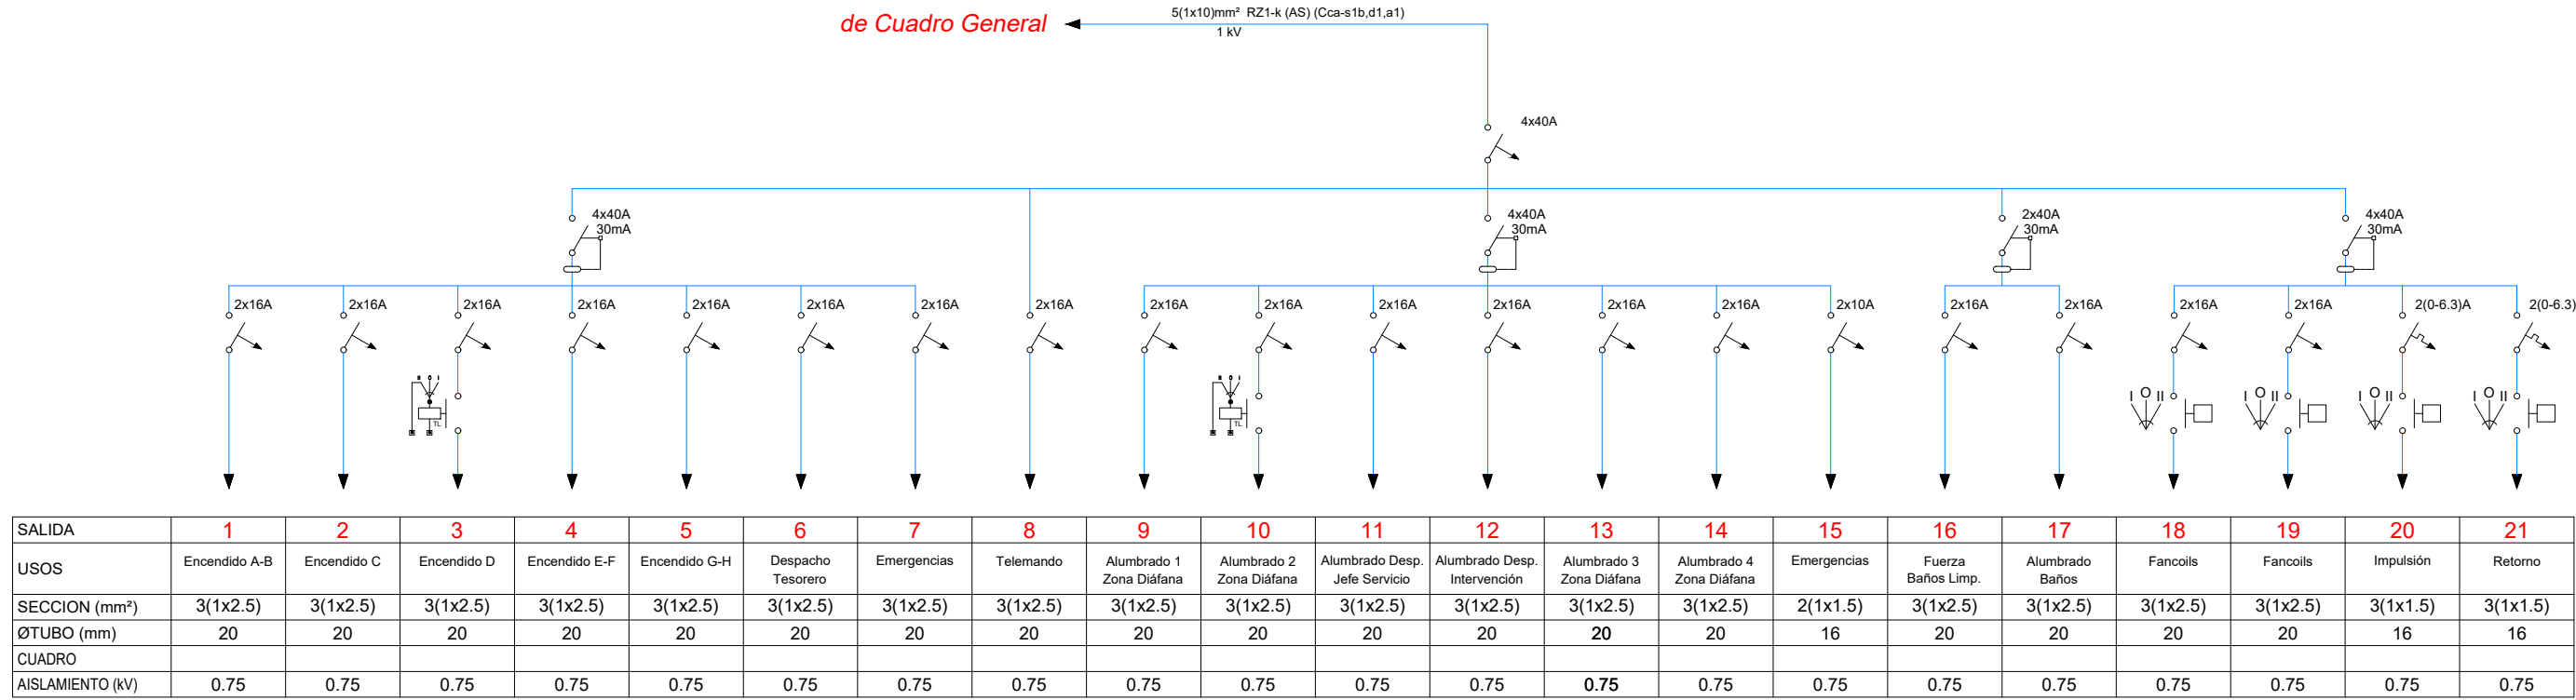 de Cuadro General
5(1x10)mm² RZ1-k (AS) (Cca-s1b,d1,a1)
1 kV
4x40A
4x40A
30mA
4x40A
30mA
2x40A
30mA
4x40A
30mA
2x16A 2x16A 2x16A 2x16A 2x16A 2x16A 2x16A 2x16A 2x16A 2x16A 2x16A 2x16A 2x16A 2x16A 2x10A 2x16A 2x16A 2x16A 2x16A 2(0-6.3)A 2(0-6.3)
II O I
TL
II O I
TL
I O II
I O II
I O II
I O II
SALIDA 1 2 3 4 5 6 7 8 9 10 11 12 13 14 15 16 17 18 19 20 21
USOS
Encendido A-B
Encendido C
Encendido D
Encendido E-F
Encendido G-H
Despacho
Tesorero
Emergencias
Telemando
Alumbrado 1
Zona Diáfana
Alumbrado 2
Zona Diáfana
Alumbrado Desp.
Jefe Servicio
Alumbrado Desp.
Intervención
Alumbrado 3
Zona Diáfana
Alumbrado 4
Zona Diáfana
Emergencias
Fuerza
Baños Limp.
Alumbrado
Baños
Fancoils
Fancoils
Impulsión
Retorno
SECCION (mm²) 3(1x2.5) 3(1x2.5) 3(1x2.5) 3(1x2.5) 3(1x2.5) 3(1x2.5) 3(1x2.5) 3(1x2.5) 3(1x2.5) 3(1x2.5) 3(1x2.5) 3(1x2.5) 3(1x2.5) 3(1x2.5) 2(1x1.5) 3(1x2.5) 3(1x2.5) 3(1x2.5) 3(1x2.5) 3(1x1.5) 3(1x1.5)
ØTUBO (mm) 20 20 20 20 20 20 20 20 20 20 20 20 20 20 16 20 20 20 20 16 16
CUADRO
AISLAMIENTO (kV) 0.75 0.75 0.75 0.75 0.75 0.75 0.75 0.75 0.75 0.75 0.75 0.75 0.75 0.75 0.75 0.75 0.75 0.75 0.75 0.75 0.75